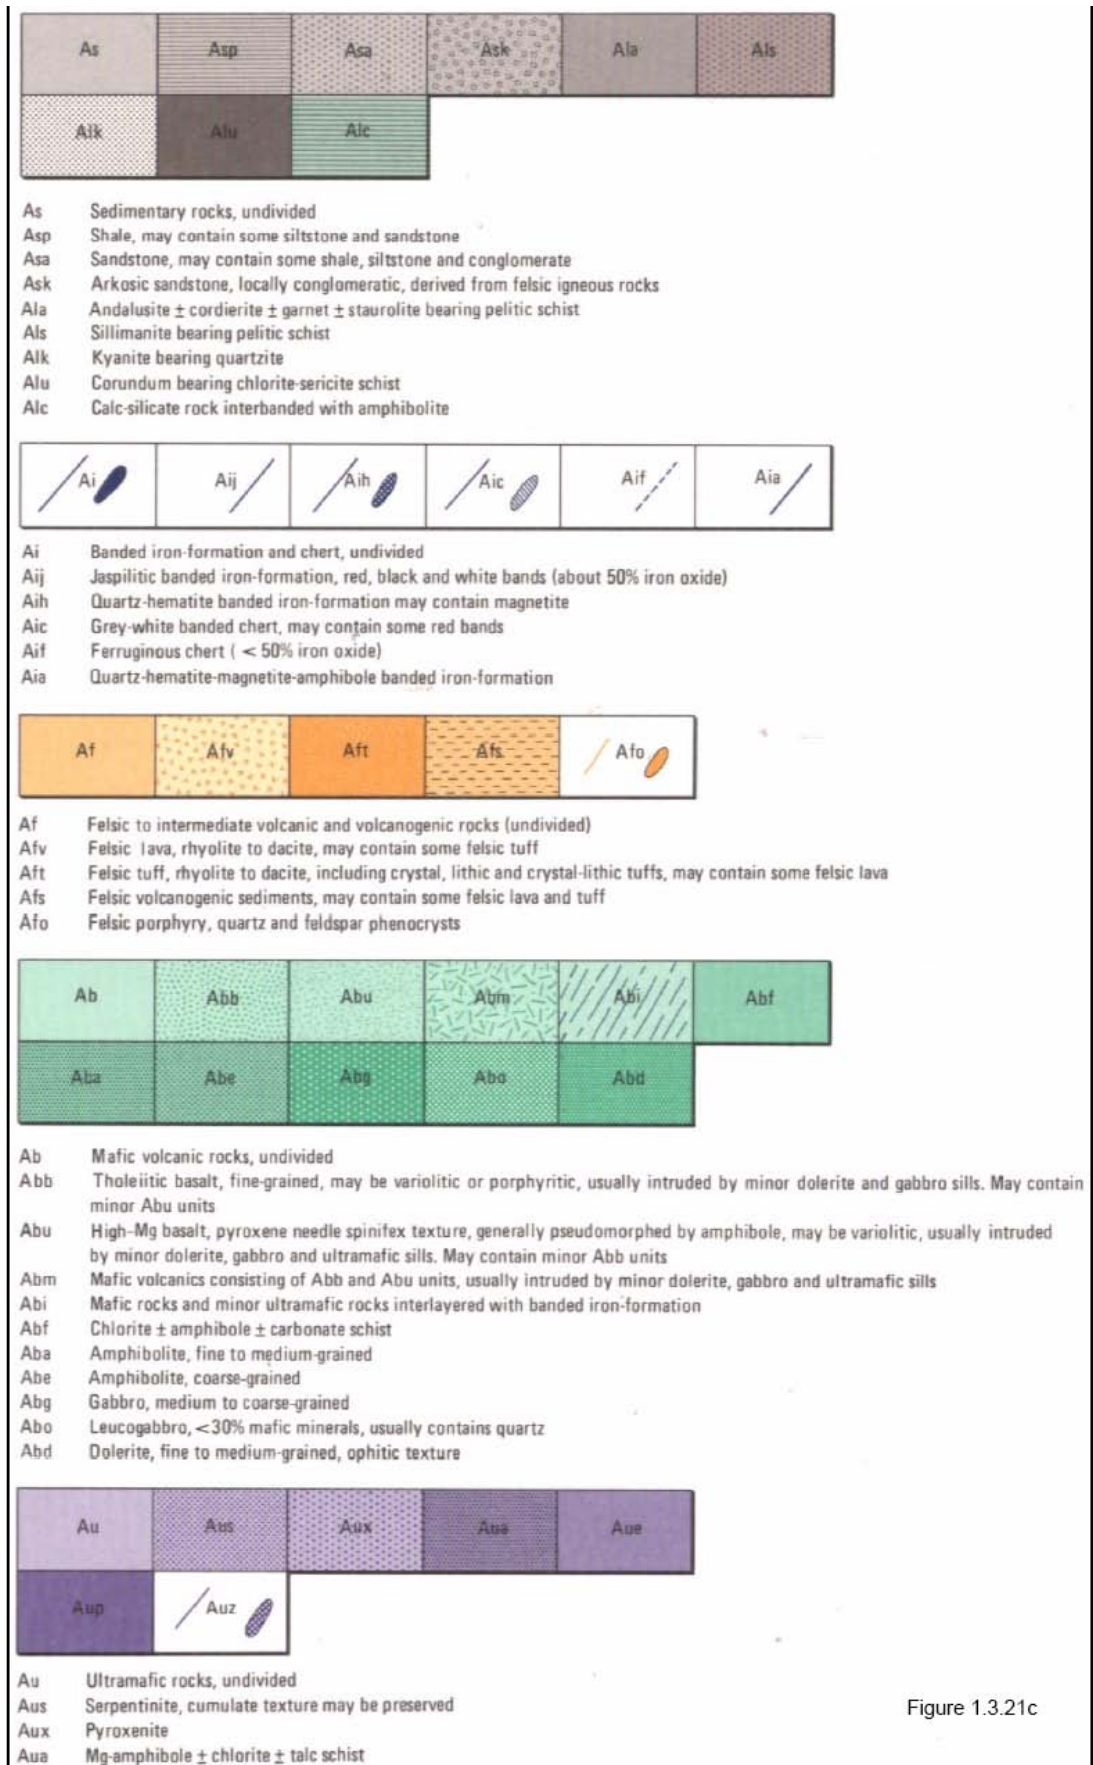 As Asp Asa Ask Ala Als
Alk Alu Alc
As Sedimentary rocks, undivided
Asp Shale, may contain some siltstone and sandstone
Asa Sandstone, may contain some shale, siltstone and conglomerate
Ask Arkosic sandstone, locally conglomeratic, derived from felsic igneous rocks
Ala Andalusite ± cordierite ± garnet ± staurolite bearing pelitic schist
Als Sillimanite bearing pelitic schist
Alk Kyanite bearing quartzite
Alu Corundum bearing chlorite-sericite schist
Alc Calc-silicate rock interbanded with amphibolite
Ai Aij Aih Aic Aif Aia
Ai Banded iron-formation and chert, undivided
Aij Jaspilitic banded iron-formation, red, black and white bands (about 50% iron oxide)
Aih Quartz-hematite banded iron-formation may contain magnetite
Aic Grey-white banded chert, may contain some red bands
Aif Ferruginous chert ( < 50% iron oxide)
Aia Quartz-hematite-magnetite-amphibole banded iron-formation
Af Afv Aft Afs Afo
Af Felsic to intermediate volcanic and volcanogenic rocks (undivided)
Afv Felsic lava, rhyolite to dacite, may contain some felsic tuff
Aft Felsic tuff, rhyolite to dacite, including crystal, lithic and crystal-lithic tuffs, may contain some felsic lava
Afs Felsic volcanogenic sediments, may contain some felsic lava and tuff
Afo Felsic porphyry, quartz and feldspar phenocrysts
Ab Abb Abu Abm Abi Abf
Aba Abe Abg Abo Abd
Ab Mafic volcanic rocks, undivided
Abb Tholeiitic basalt, fine-grained, may be variolitic or porphyritic, usually intruded by minor dolerite and gabbro sills. May contain
minor Abu units
Abu High-Mg basalt, pyroxene needle spinifex texture, generally pseudomorphed by amphibole, may be variolitic, usually intruded
by minor dolerite, gabbro and ultramafic sills. May contain minor Abb units
Abm Mafic volcanics consisting of Abb and Abu units, usually intruded by minor dolerite, gabbro and ultramafic sills
Abi Mafic rocks and minor ultramafic rocks interlayered with banded iron-formation
Abf Chlorite ± amphibole ± carbonate schist
Aba Amphibolite, fine to medium-grained
Abe Amphibolite, coarse-grained
Abg Gabbro, medium to coarse-grained
Abo Leucogabbro, <30% mafic minerals, usually contains quartz
Abd Dolerite, fine to medium-grained, ophitic texture
Au Aus Aux Aua Aue
Aup Auz
Au Ultramafic rocks, undivided
Aus Serpentinite, cumulate texture may be preserved
Aux Pyroxenite
Aua Mg-amphibole ± chlorite ± talc schist
Figure 1.3.21c